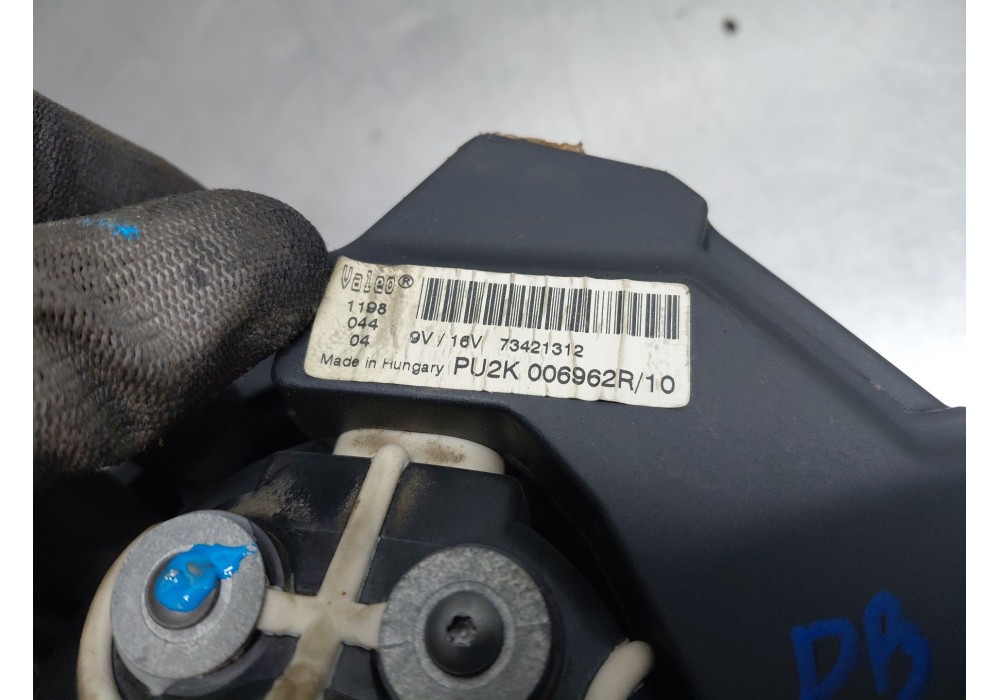 Valeo®
1198
044
04
9V / 16V 73421312
Made in Hungary PU2K 006962R/10
DB